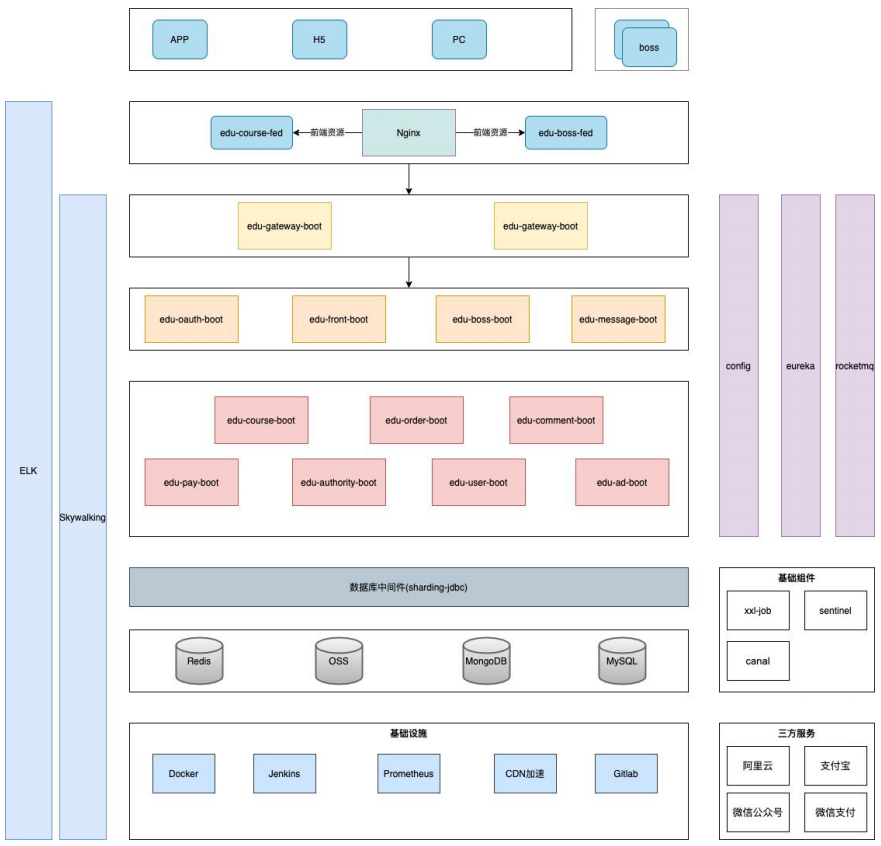 APP
H5
PC
boss
edu-course-fed
前端资源
Nginx
前端资源
edu-boss-fed
edu-gateway-boot
edu-gateway-boot
edu-oauth-boot
edu-front-boot
edu-boss-boot
edu-message-boot
config
eureka
rocketmq
edu-course-boot
edu-order-boot
edu-comment-boot
ELK
edu-pay-boot
edu-authority-boot
edu-user-boot
edu-ad-boot
Skywalking
数据库中间件(sharding-jdbc)
基础组件
xxl-job
sentinel
canal
Redis
OSS
MongoDB
MySQL
基础设施
Docker
Jenkins
Prometheus
CDN加速
Gitlab
三方服务
阿里云
支付宝
微信公众号
微信支付